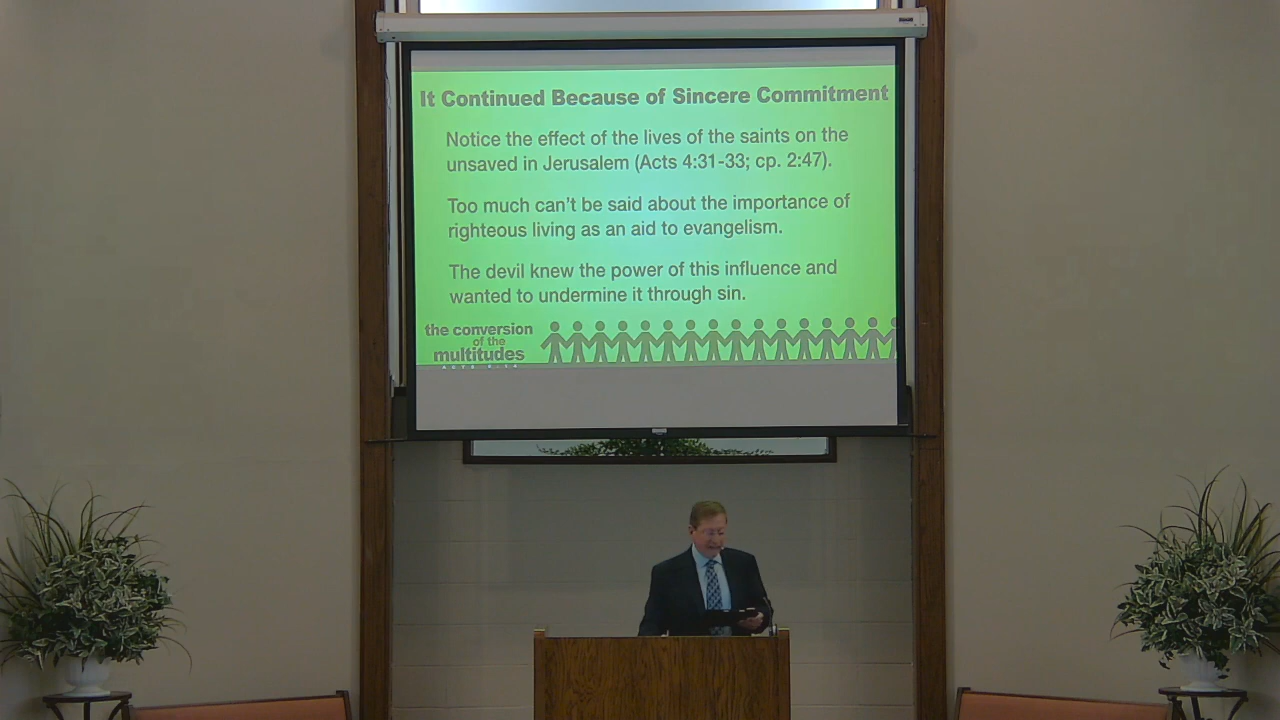 It Continued Because of Sincere Commitment
Notice the effect of the lives of the saints on the
unsaved in Jerusalem (Acts 4:31-33; cp. 2:47).
Too much can't be said about the importance of
righteous living as an aid to evangelism.
The devil knew the power of this influence and
wanted to undermine it through sin.
the conversion
of the
multitudes